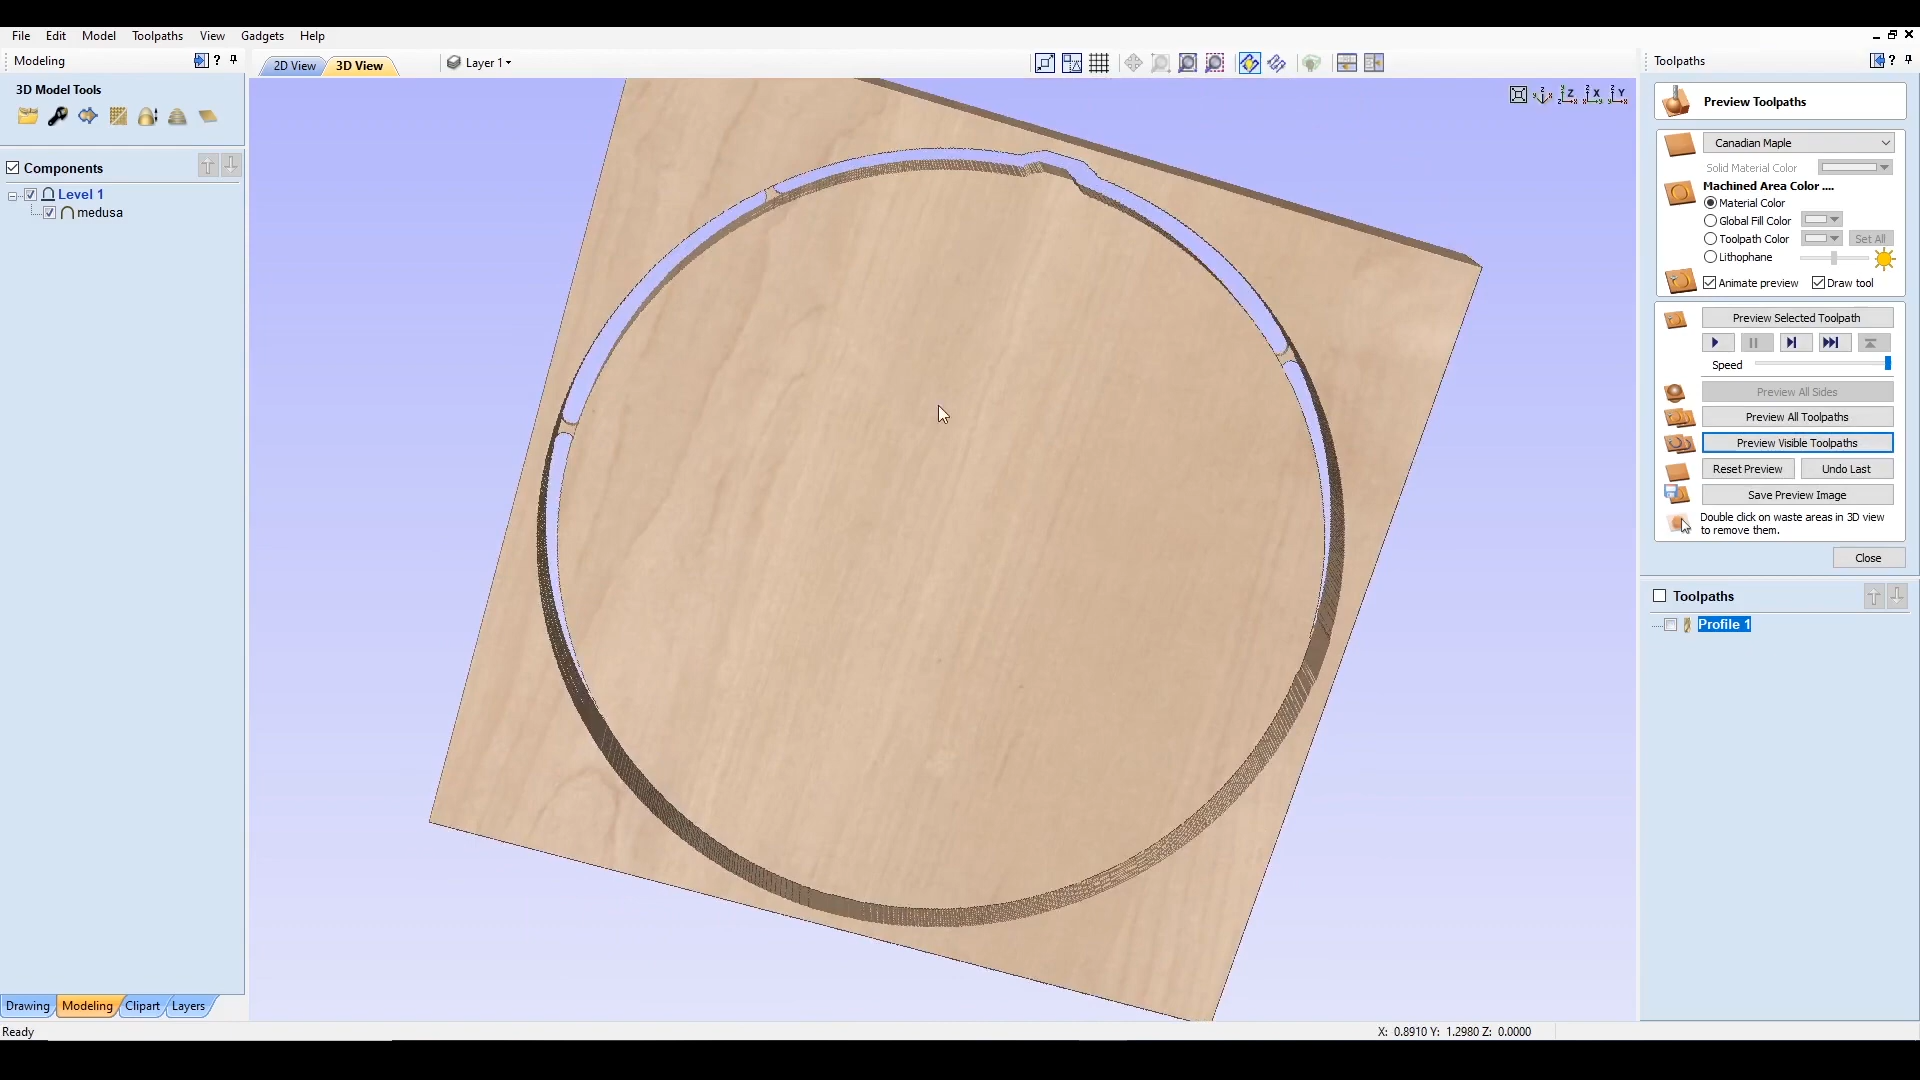 File Edit Model Toolpaths View Gadgets Help
Modeling ?
2D View 3D View Layer 1
Toolpaths ?
3D Model Tools
Components
Level 1
medusa
Z X Y
Preview Toolpaths
Canadian Maple
Solid Material Color
Machined Area Color ....
Material Color
Global Fill Color
Toolpath Color Set All
Lithophane
Animate preview Draw tool
Preview Selected Toolpath
Speed
Preview All Sides
Preview All Toolpaths
Preview Visible Toolpaths
Reset Preview Undo Last
Save Preview Image
Double click on waste areas in 3D view
to remove them.
Close
Toolpaths
Profile 1
Drawing Modeling Clipart Layers
Ready
X: 0.8910 Y: 1.2980 Z: 0.0000